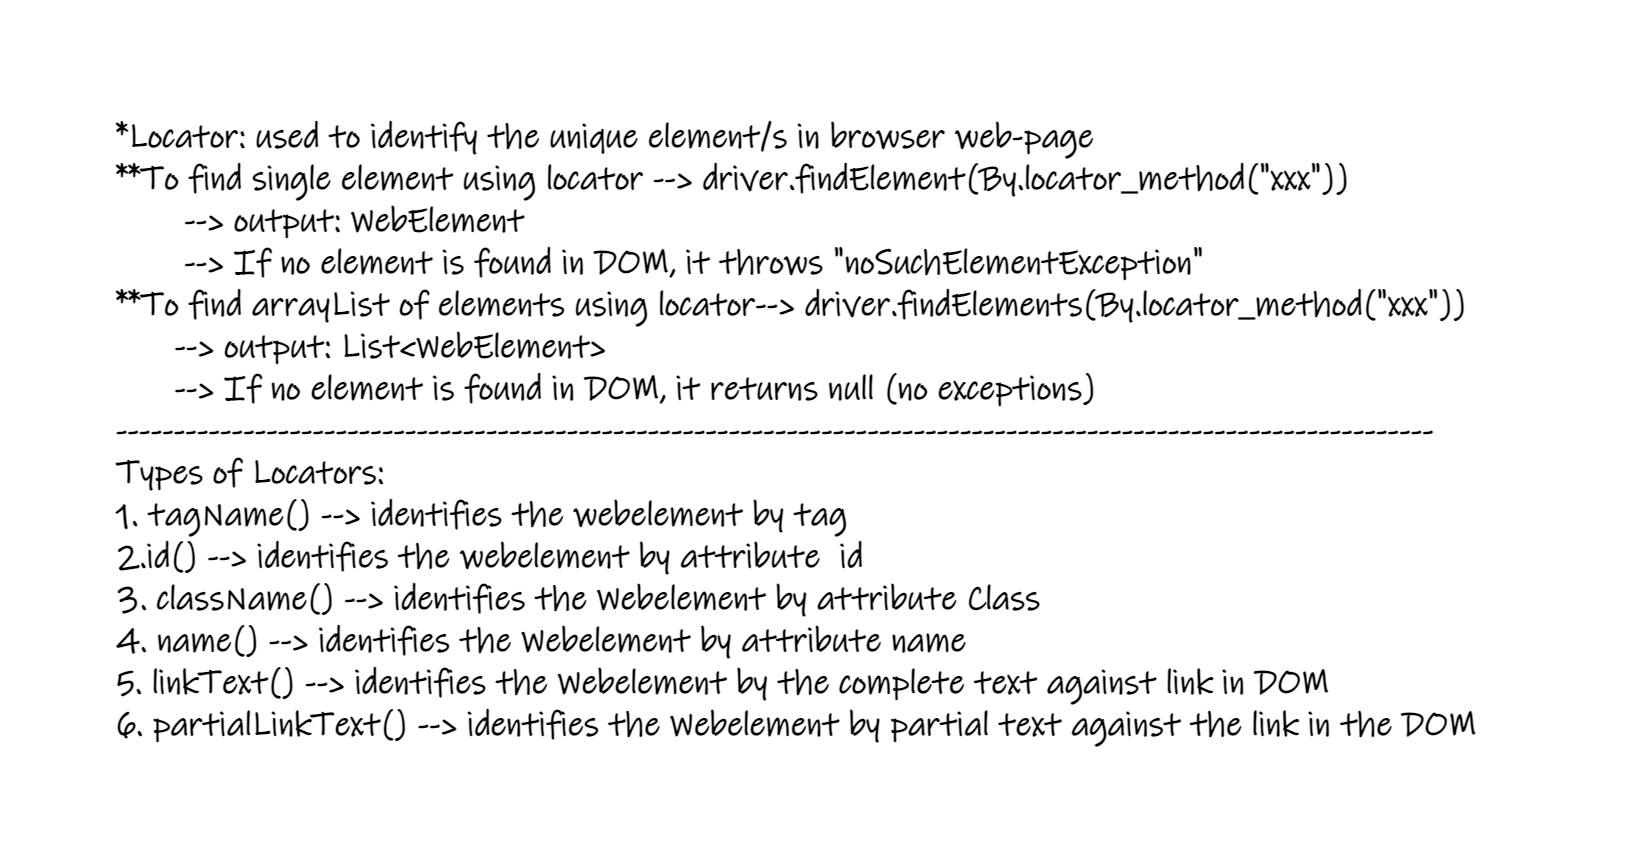 *Locator: used to identify the unique element/s in browser web-page
**To find single element using locator --> driver.findElement(By.locator_method("xxx"))
--> output: WebElement
--> If no element is found in DOM, it throws "noSuchElementException"
**To find arrayList of elements using locator--> driver.findElements(By.locator_method("xxx"))
--> output: List<WebElement>
--> If no element is found in DOM, it returns null (no exceptions)
------------------------------------------------------------------------------------------------------------------
Types of Locators:
1. tagName() --> identifies the webelement by tag
2.id() --> identifies the webelement by attribute  id
3. className() --> identifies the Webelement by attribute Class
4. name() --> identifies the Webelement by attribute name
5. linkText() --> identifies the Webelement by the complete text against link in DOM
6. partialLinkText() --> identifies the Webelement by partial text against the link in the DOM